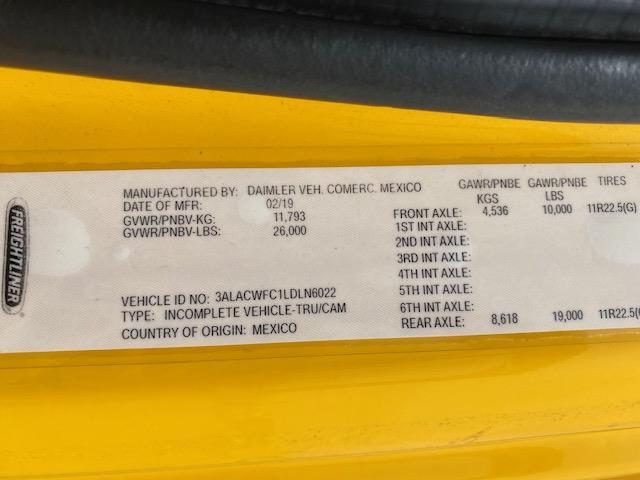 FREIGHTLINER
MANUFACTURED BY: DAIMLER VEH. COMERC. MEXICO
DATE OF MFR: 02/19
GVWR/PNBV-KG: 11,793
GVWR/PNBV-LBS: 26,000
VEHICLE ID NO: 3ALACWFC1LDLN6022
TYPE: INCOMPLETE VEHICLE-TRU/CAM
COUNTRY OF ORIGIN: MEXICO
GAWR/PNBE KGS GAWR/PNBE LBS TIRES
FRONT AXLE: 4,536 10,000 11R22.5(G)
1ST INT AXLE:
2ND INT AXLE:
3RD INT AXLE:
4TH INT AXLE:
5TH INT AXLE:
6TH INT AXLE:
REAR AXLE: 8,618 19,000 11R22.5(